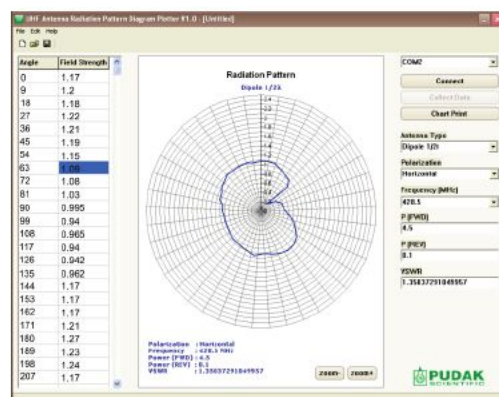 UHF Antenna Radiation Pattern Diagram Plotter V1.0 - [Untitled]
File Edit Help
Angle Field Strength
0 1.17
9 1.2
18 1.18
27 1.22
36 1.21
45 1.19
54 1.15
63 1.09
72 1.08
81 1.03
90 0.995
99 0.94
108 0.965
117 0.94
126 0.942
135 0.962
144 1.17
153 1.17
162 1.17
171 1.21
180 1.27
189 1.23
198 1.24
207 1.17
Radiation Pattern
Dipole 1/2λ
2.4
Polarization : Horizontal
Frequency : 428.5 MHz
Power (FWD) : 4.5
Power (REV) : 0.1
VSWR : 1.35037291049957
zoom- zoom+
COM2
Connect
Collect Data
Chart Print
Antenna Type
Dipole 1/2λ
Polarization
Horizontal
Frequency (MHz)
428.5
P (FWD)
4.5
P (REV)
0.1
VSWR
1.35037291049957
PUDAK
SCIENTIFIC